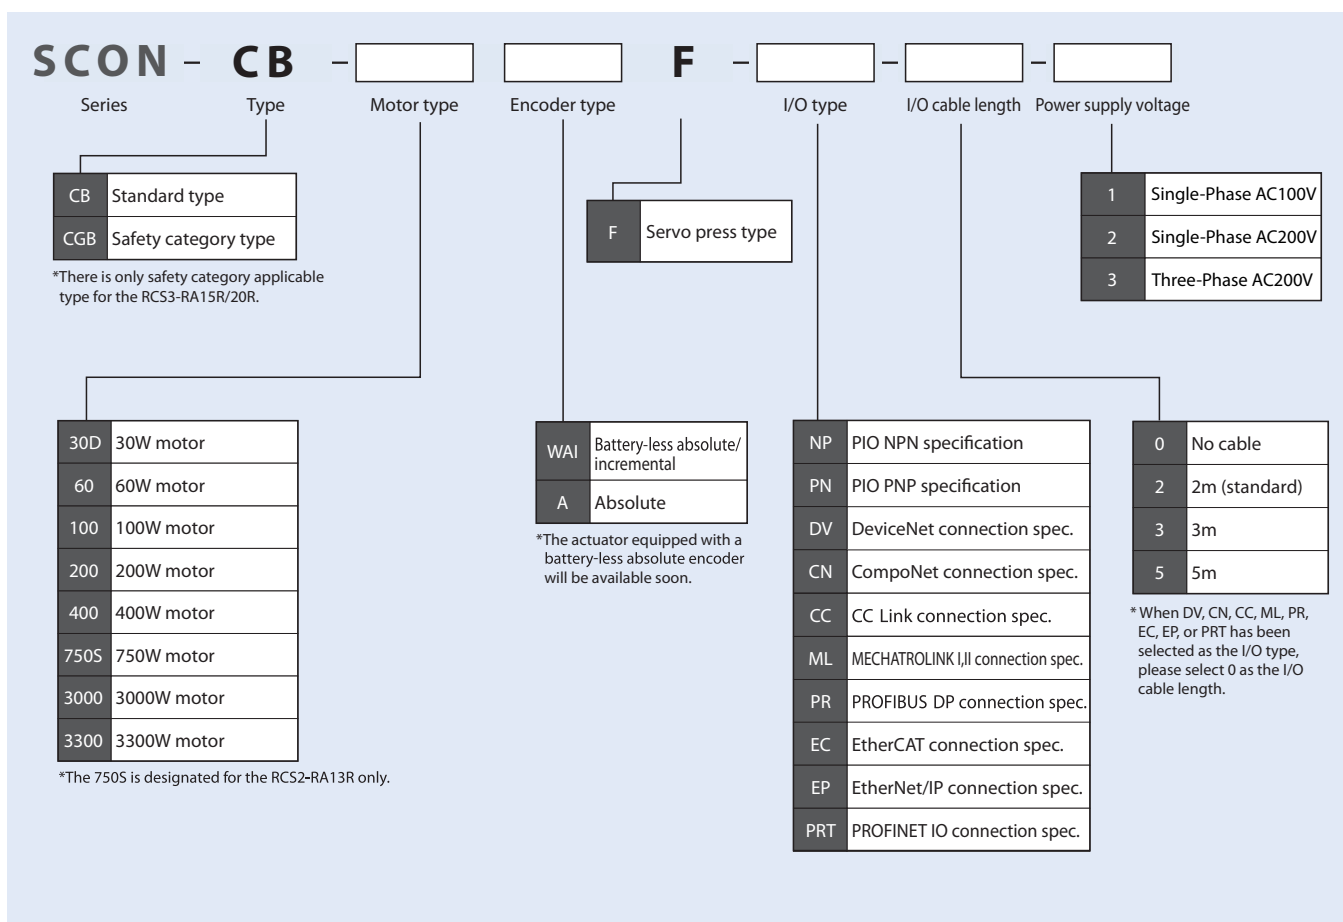 SCON - CB - F - - -
Series Type Motor type Encoder type I/O type I/O cable length Power supply voltage
CB Standard type
CGB Safety category type
*There is only safety category applicable
type for the RCS3-RA15R/20R.
F Servo press type
1 Single-Phase AC100V
2 Single-Phase AC200V
3 Three-Phase AC200V
30D 30W motor
60 60W motor
100 100W motor
200 200W motor
400 400W motor
750S 750W motor
3000 3000W motor
3300 3300W motor
*The 750S is designated for the RCS2-RA13R only.
WAI Battery-less absolute/
incremental
A Absolute
*The actuator equipped with a
battery-less absolute encoder
will be available soon.
NP PIO NPN specification
PN PIO PNP specification
DV DeviceNet connection spec.
CN CompoNet connection spec.
CC CC Link connection spec.
ML MECHATROLINK I,II connection spec.
PR PROFIBUS DP connection spec.
EC EtherCAT connection spec.
EP EtherNet/IP connection spec.
PRT PROFINET IO connection spec.
0 No cable
2 2m (standard)
3 3m
5 5m
* When DV, CN, CC, ML, PR,
EC, EP, or PRT has been
selected as the I/O type,
please select 0 as the I/O
cable length.